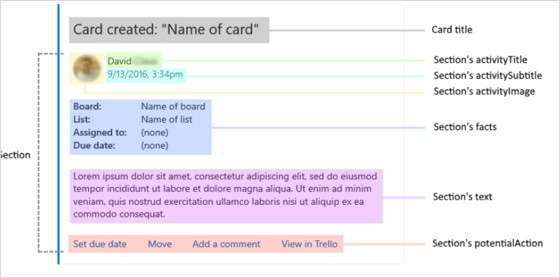 Card created: "Name of card"
Card title
David
Section's activityTitle
9/13/2016, 3:34pm
Section's activitySubtitle
Section's activityImage
Board: Name of board
List: Name of list
Assigned to: (none)
Due date: (none)
Section's facts
Section
Lorem ipsum dolor sit amet, consectetur adipiscing elit, sed do eiusmod
tempor incididunt ut labore et dolore magna aliqua. Ut enim ad minim
veniam, quis nostrud exercitation ullamco laboris nisi ut aliquip ex ea
commodo consequat.
Section's text
Set due date Move Add a comment View in Trello
Section's potentialAction